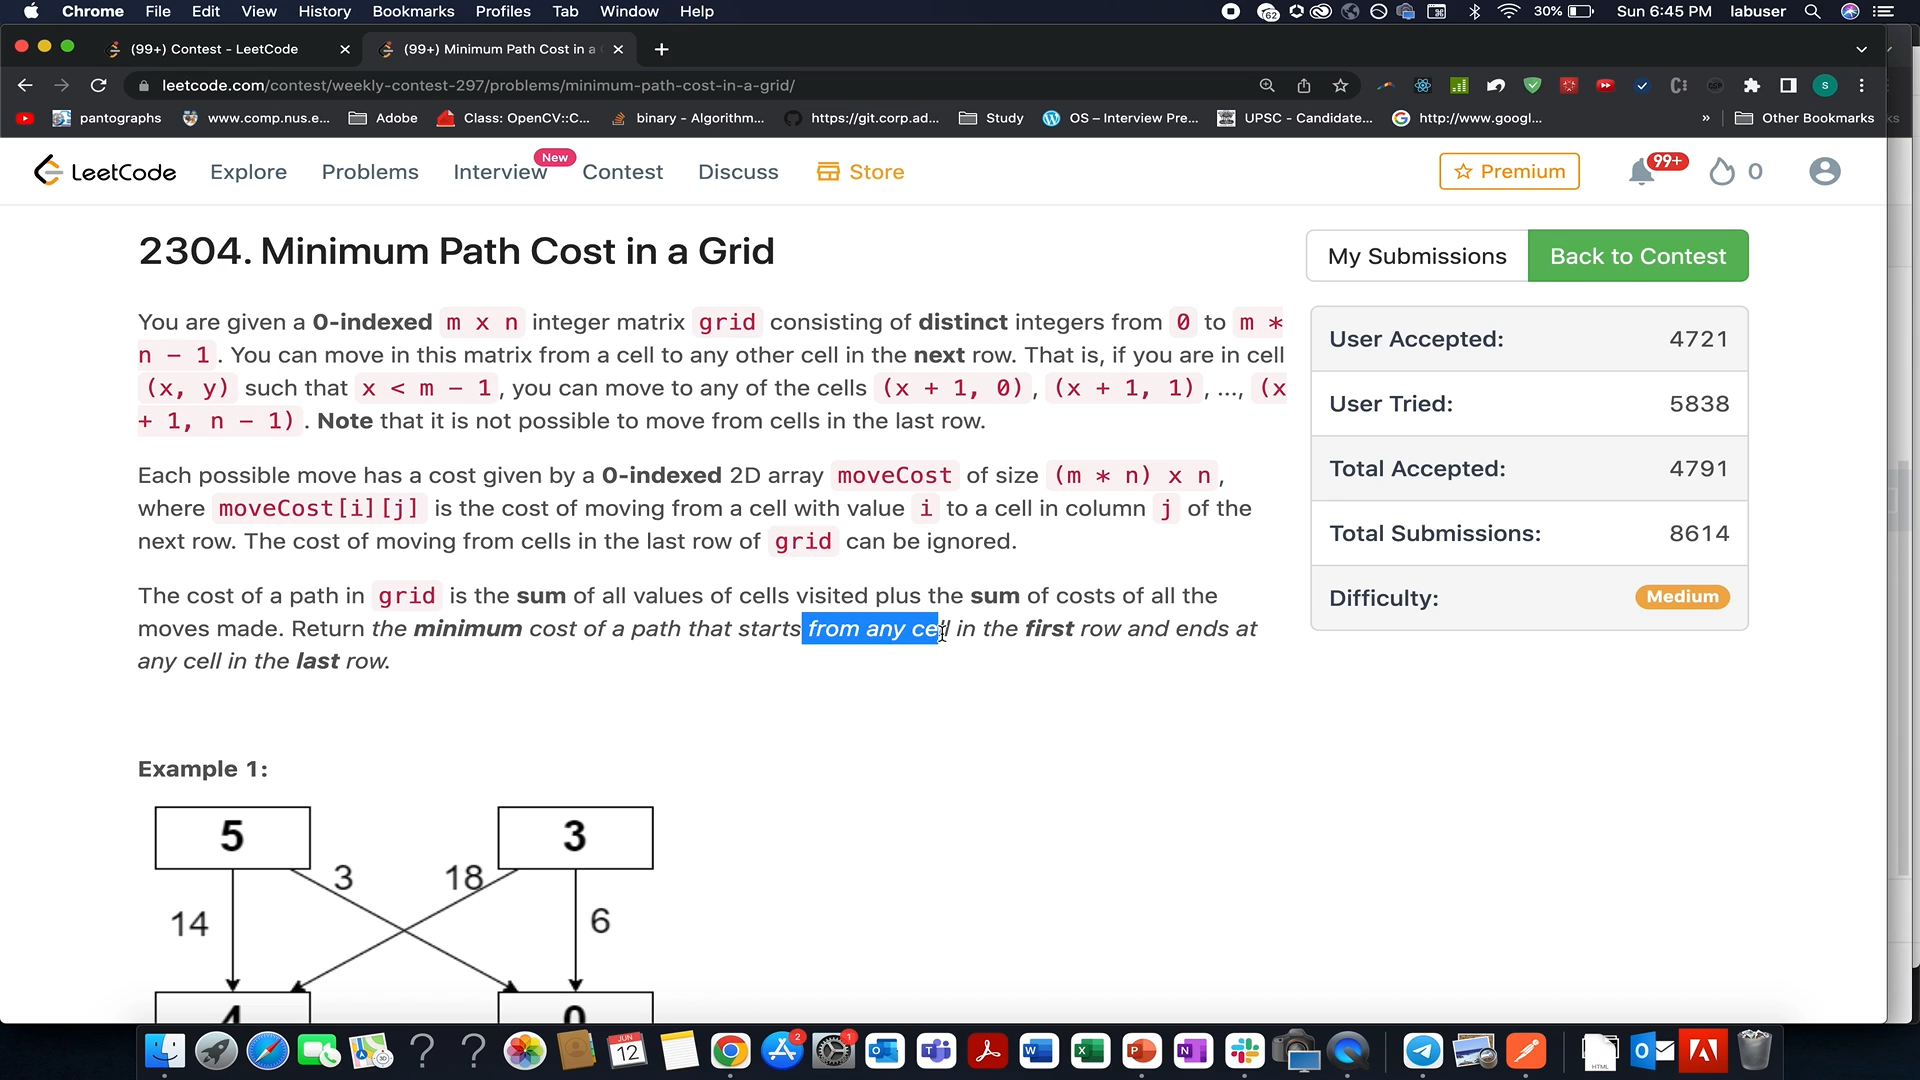 Chrome File Edit View History Bookmarks Profiles Tab Window Help 62 30% Sun 6:45 PM labuser
(99+) Contest - LeetCode (99+) Minimum Path Cost in a
leetcode.com/contest/weekly-contest-297/problems/minimum-path-cost-in-a-grid/ S
pantographs www.comp.nus.e... Adobe Class: OpenCV::C... binary - Algorithm... https://git.corp.ad... Study OS – Interview Pre... UPSC - Candidate... http://www.googl... » Other Bookmarks
LeetCode Explore Problems Interview New Contest Discuss Store Premium 99+ 0
2304. Minimum Path Cost in a Grid
My Submissions Back to Contest
You are given a 0-indexed m x n integer matrix grid consisting of distinct integers from 0 to m *
n - 1 . You can move in this matrix from a cell to any other cell in the next row. That is, if you are in cell
(x, y) such that x < m - 1 , you can move to any of the cells (x + 1, 0) , (x + 1, 1) , ..., (x
+ 1, n - 1) . Note that it is not possible to move from cells in the last row.
Each possible move has a cost given by a 0-indexed 2D array moveCost of size (m * n) x n ,
where moveCost[i][j] is the cost of moving from a cell with value i to a cell in column j of the
next row. The cost of moving from cells in the last row of grid can be ignored.
The cost of a path in grid is the sum of all values of cells visited plus the sum of costs of all the
moves made. Return the minimum cost of a path that starts from any cell in the first row and ends at
any cell in the last row.
User Accepted: 4721
User Tried: 5838
Total Accepted: 4791
Total Submissions: 8614
Difficulty: Medium
Example 1:
5 3
3 18
14 6
4 0
JUN
12
2 1